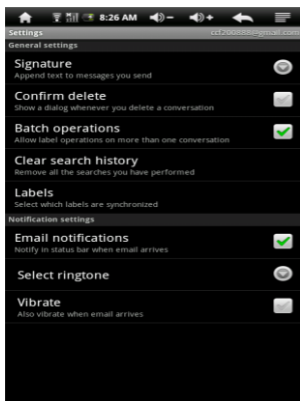 8:26 AM
Settings
General settings
Signature
Append text to messages you send
Confirm delete
Show a dialog whenever you delete a conversation
Batch operations
Allow label operations on more than one conversation
Clear search history
Remove all the searches you have performed
Labels
Select which labels are synchronized
Notification settings
Email notifications
Notify in status bar when email arrives
Select ringtone
Vibrate
Also vibrate when email arrives